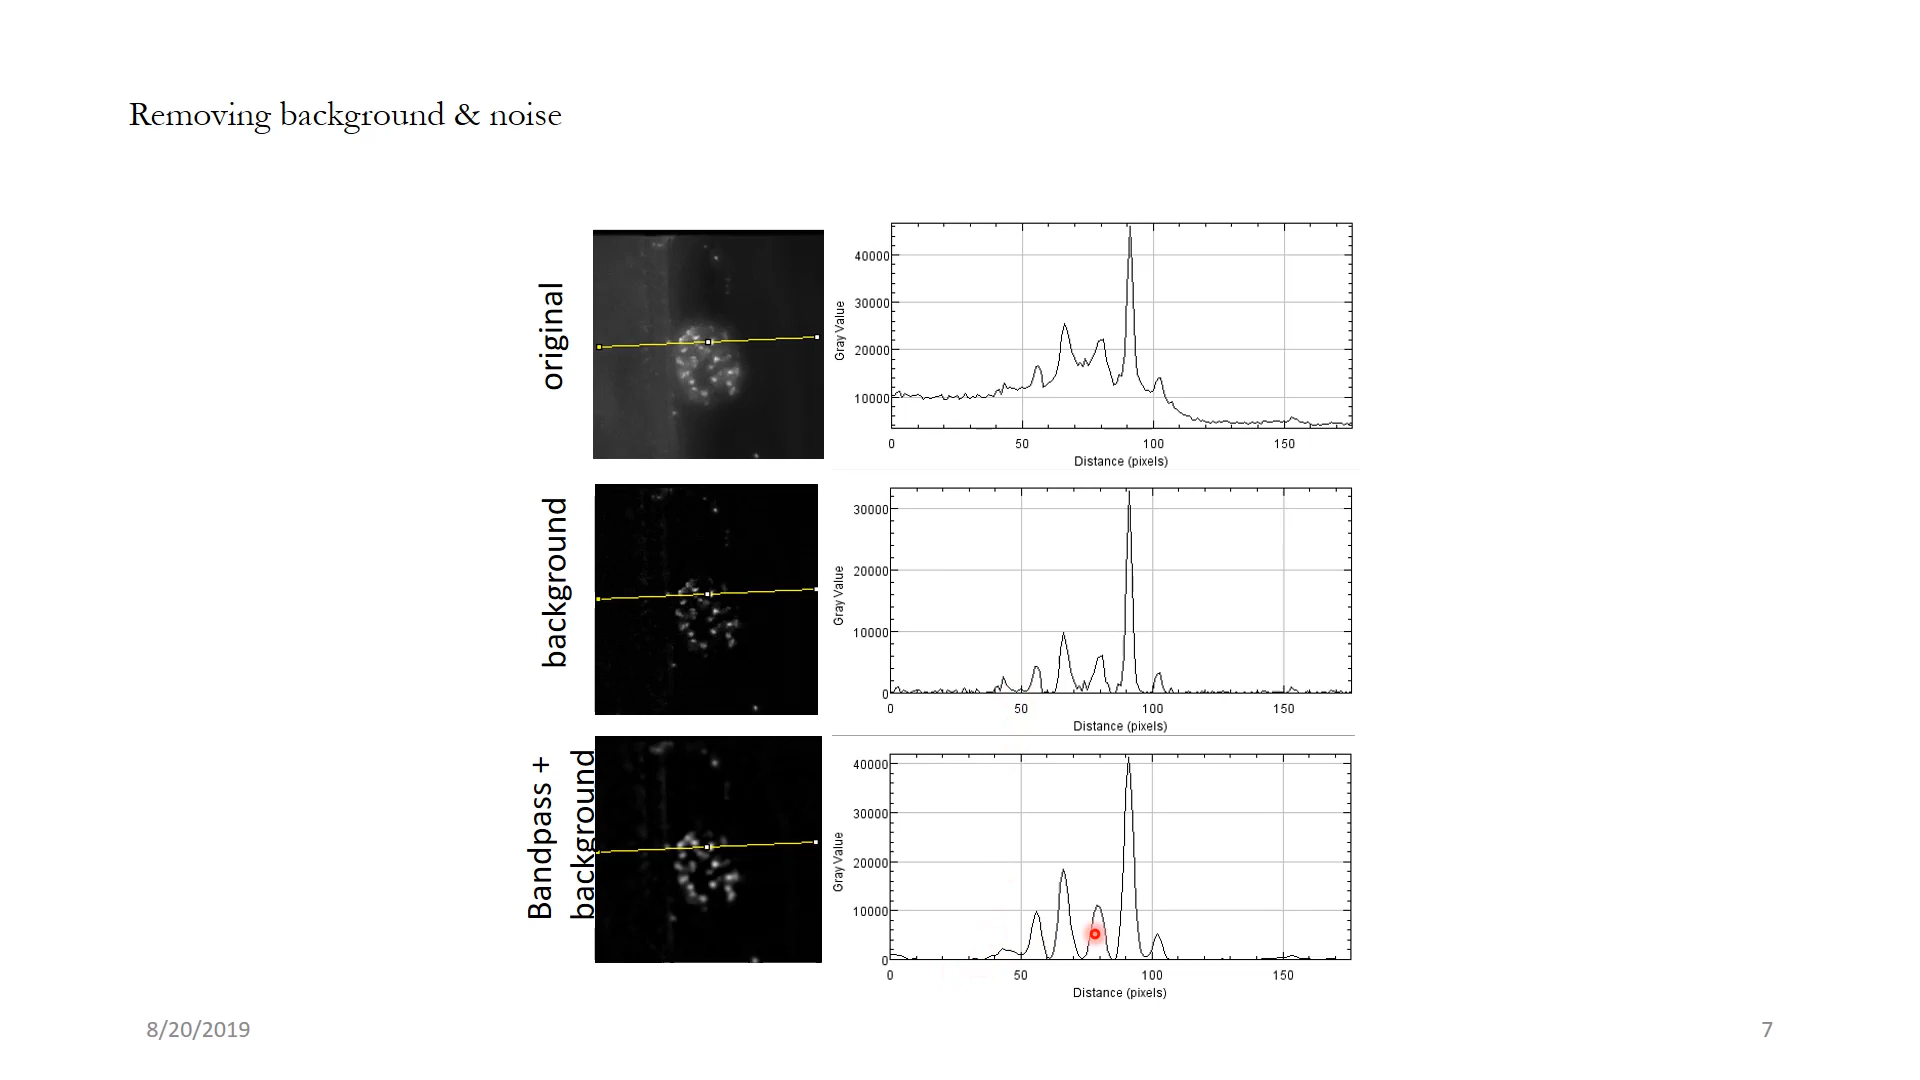 Removing background & noise
original
40000
30000
20000
10000
Gray Value
0 50 100 150
Distance (pixels)
background
30000
20000
10000
0
Gray Value
0 50 100 150
Distance (pixels)
Bandpass +
background
40000
30000
20000
10000
0
Gray Value
0 50 100 150
Distance (pixels)
8/20/2019
7